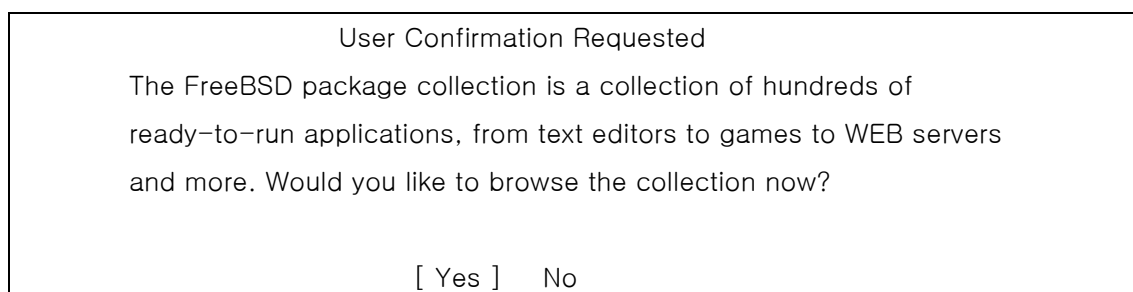 User Confirmation Requested
The FreeBSD package collection is a collection of hundreds of
ready-to-run applications, from text editors to games to WEB servers
and more. Would you like to browse the collection now?
[ Yes ] No